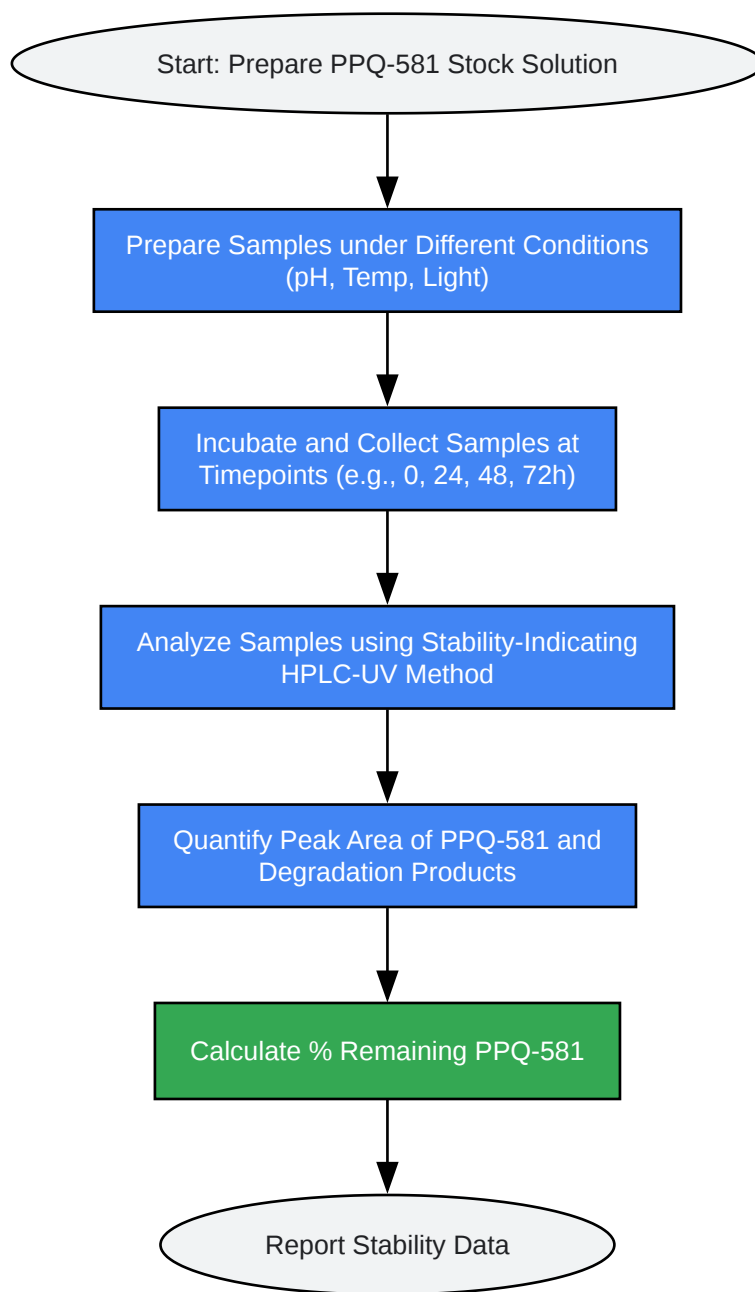 Start: Prepare PPQ-581 Stock Solution
Prepare Samples under Different Conditions
(pH, Temp, Light)
Incubate and Collect Samples at
Timepoints (e.g., 0, 24, 48, 72h)
Analyze Samples using Stability-Indicating
HPLC-UV Method
Quantify Peak Area of PPQ-581 and
Degradation Products
Calculate % Remaining PPQ-581
Report Stability Data